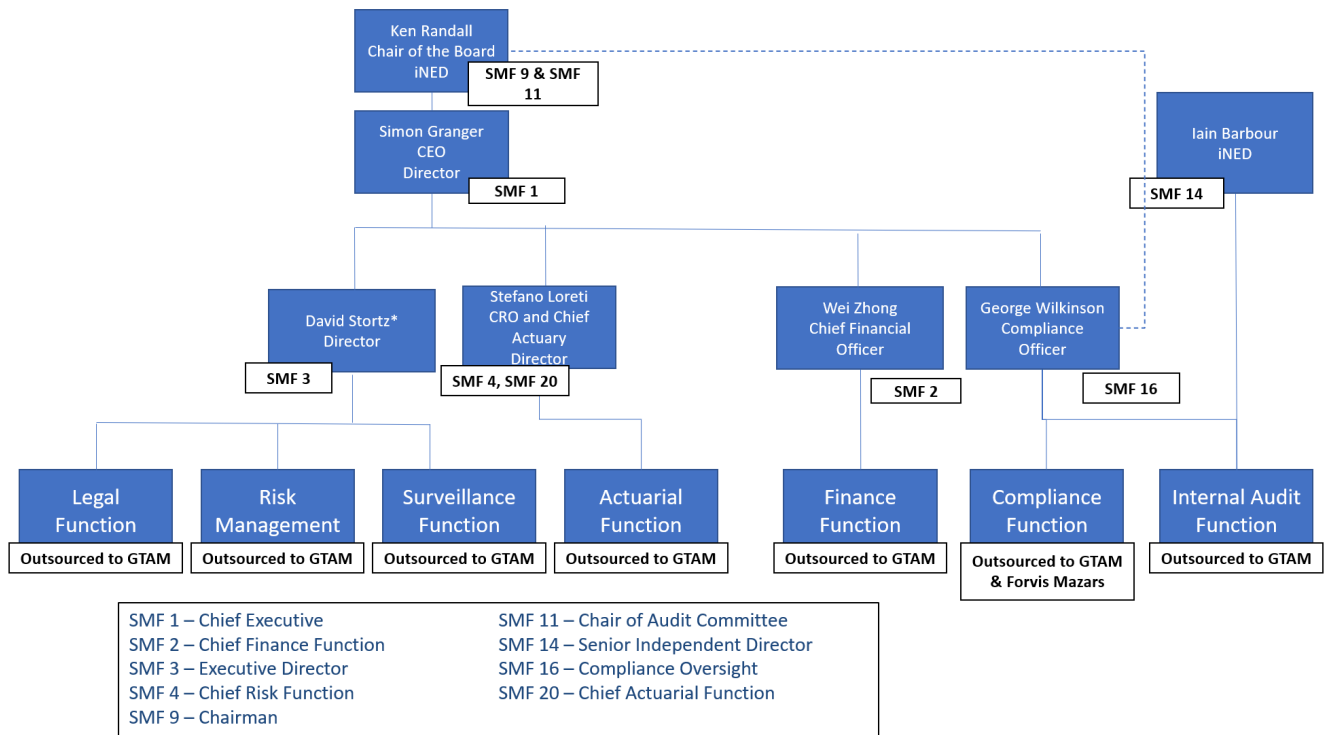 Ken Randall
Chair of the Board
iNED
SMF 9 & SMF
11
Simon Granger
CEO
Director
SMF 1
Iain Barbour
iNED
SMF 14
David Stortz*
Director
SMF 3
Stefano Loreti
CRO and Chief
Actuary
Director
SMF 4, SMF 20
Wei Zhong
Chief Financial
Officer
SMF 2
George Wilkinson
Compliance
Officer
SMF 16
Legal
Function
Outsourced to GTAM
Risk
Management
Outsourced to GTAM
Surveillance
Function
Outsourced to GTAM
Actuarial
Function
Outsourced to GTAM
Finance
Function
Outsourced to GTAM
Compliance
Function
Outsourced to GTAM
& Forvis Mazars
Internal Audit
Function
Outsourced to GTAM
SMF 1 – Chief Executive
SMF 2 – Chief Finance Function
SMF 3 – Executive Director
SMF 4 – Chief Risk Function
SMF 9 – Chairman
SMF 11 – Chair of Audit Committee
SMF 14 – Senior Independent Director
SMF 16 – Compliance Oversight
SMF 20 – Chief Actuarial Function